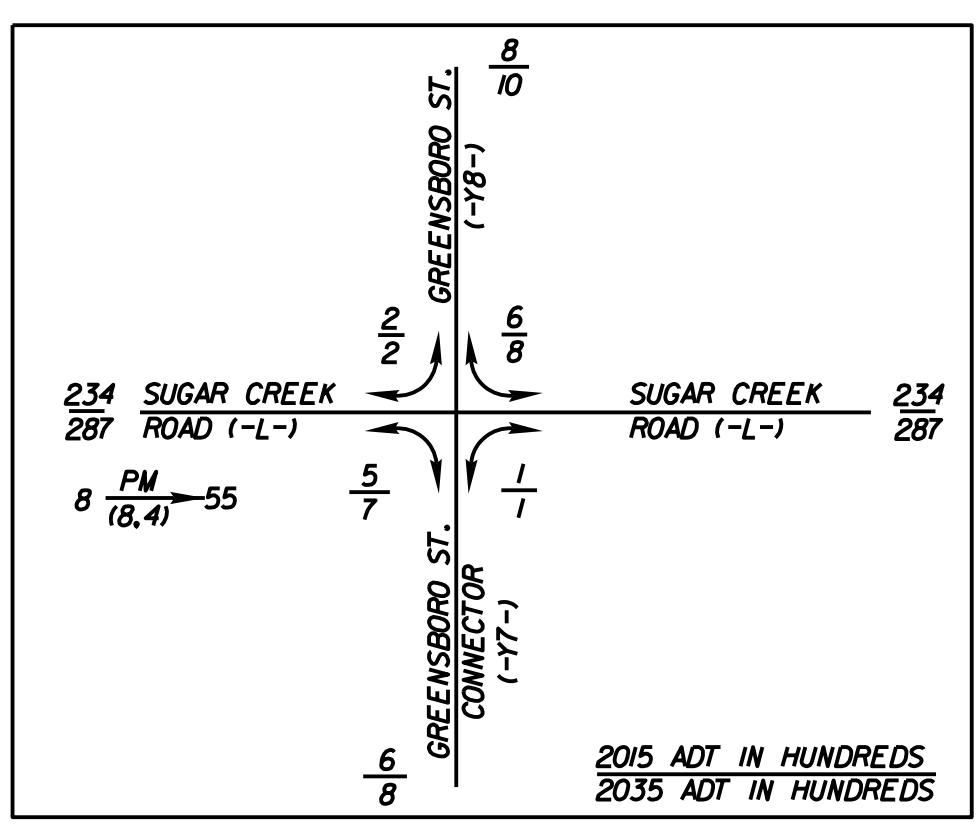 8
10
GREENSBORO ST.
(-Y8-)
2
2
6
8
234
287
SUGAR CREEK
ROAD (-L-)
SUGAR CREEK
ROAD (-L-)
234
287
8 PM 55
(8,4)
5
7
1
1
GREENSBORO ST.
CONNECTOR
(-Y7-)
6
8
2015 ADT IN HUNDREDS
2035 ADT IN HUNDREDS